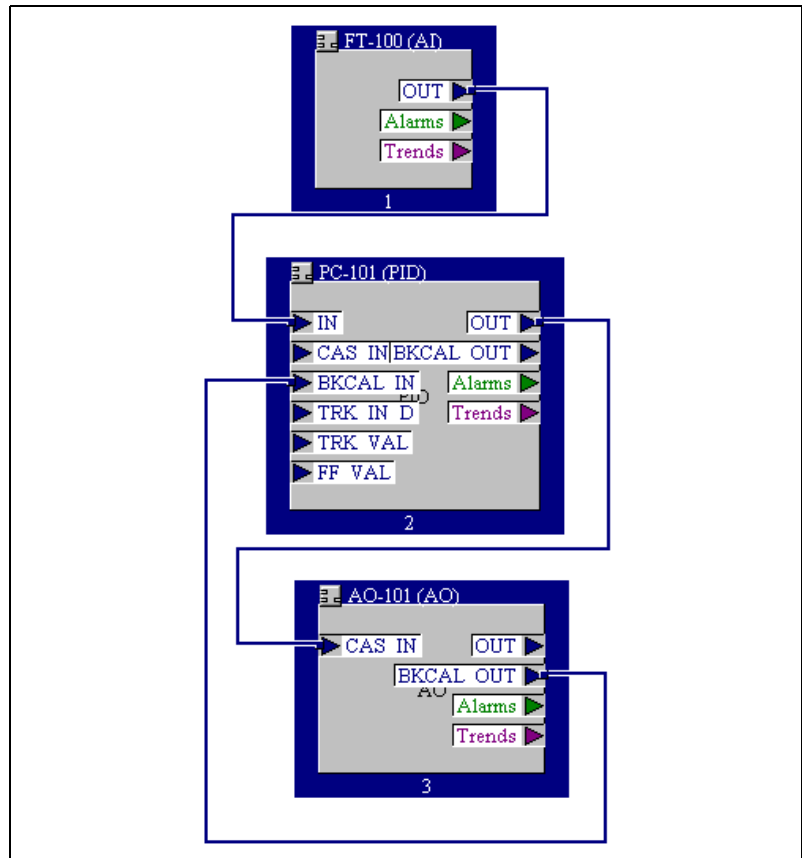 FT-100 (AI)
OUT
Alarms
Trends
1
PC-101 (PID)
IN OUT
CAS IN BKCAL OUT
BKCAL IN Alarms
PID
TRK IN D Trends
TRK VAL
FF VAL
2
AO-101 (AO)
CAS IN OUT
BKCAL OUT
AO
Alarms
Trends
3